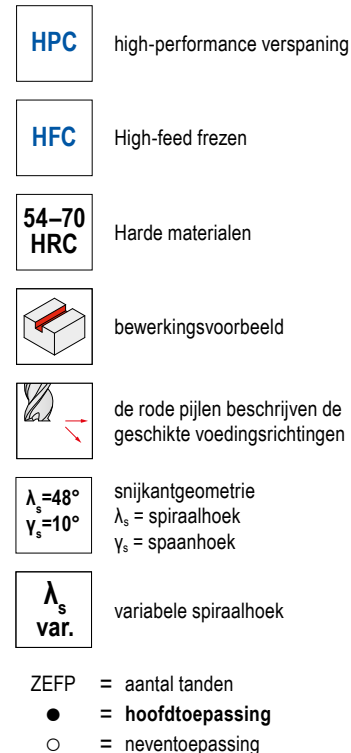 HPC
high-performance verspaning
HFC
High-feed frezen
54–70
HRC
Harde materialen
bewerkingsvoorbeeld
de rode pijlen beschrijven de
geschikte voedingsrichtingen
λs=48°
γs=10°
snijkantgeometrie
λs = spiraalhoek
γs = spaanhoek
λs
var.
variabele spiraalhoek
ZEFP = aantal tanden
● = hoofdtoepassing
○ = neventoepassing